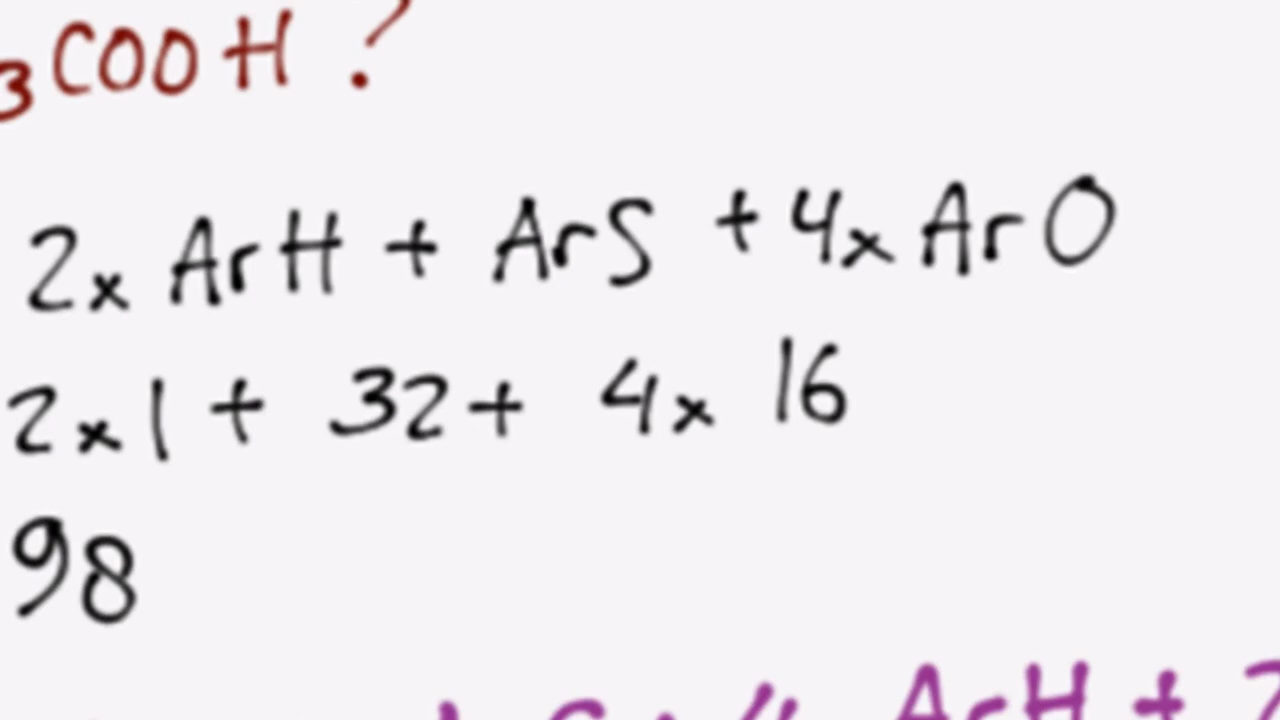 ₃COOH ?
2x ArH + ArS + 4x ArO
2x1 + 32 + 4x 16
98
ArH +